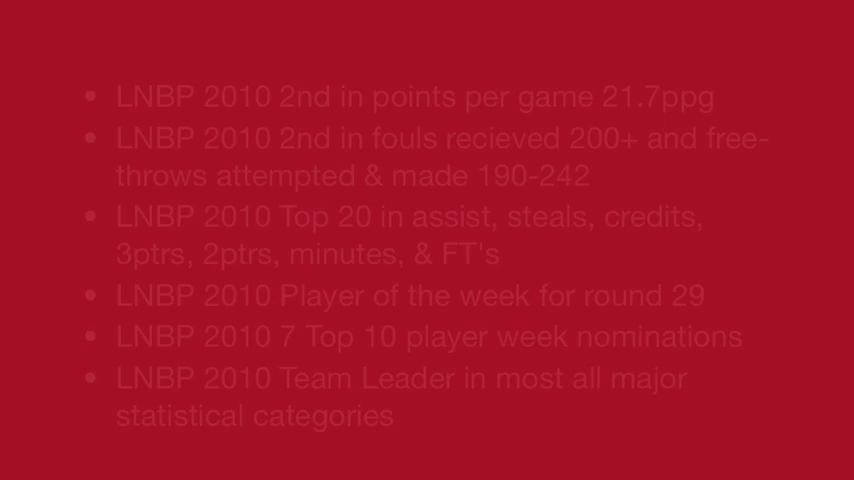 • LNBP 2010 2nd in points per game 21.7ppg
• LNBP 2010 2nd in fouls recieved 200+ and free-
throws attempted & made 190-242
• LNBP 2010 Top 20 in assist, steals, credits,
3ptrs, 2ptrs, minutes, & FT's
• LNBP 2010 Player of the week for round 29
• LNBP 2010 7 Top 10 player week nominations
• LNBP 2010 Team Leader in most all major
statistical categories